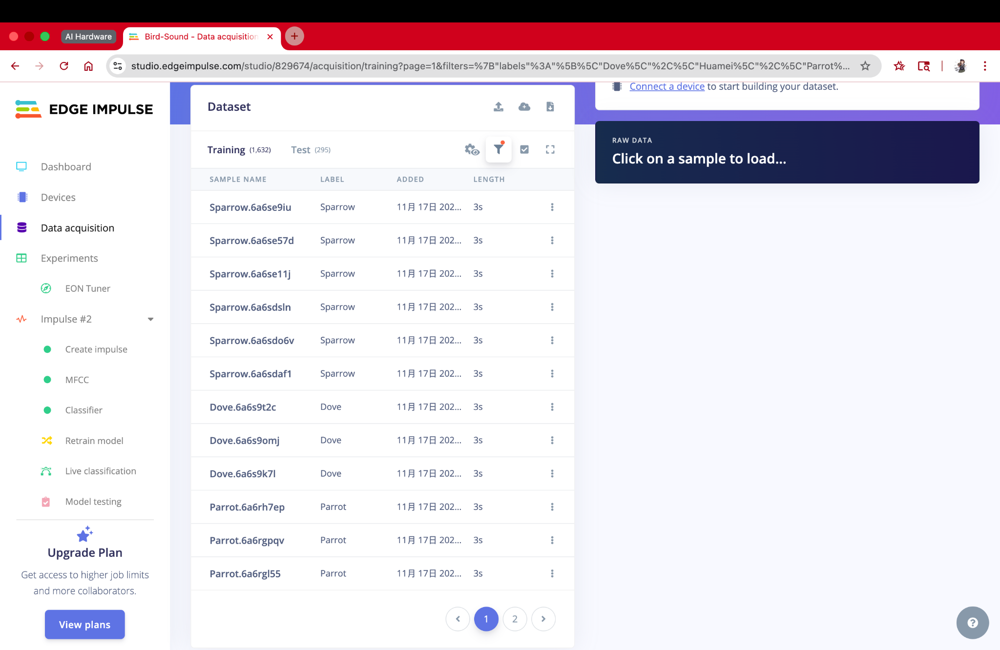 AI Hardware
Bird-Sound - Data acquisition
studio.edgeimpulse.com/studio/829674/acquisition/training?page=1&filters=%7B"labels"%3A"%5B%5C"Dove%5C"%2C%5C"Huamei%5C"%2C%5C"Parrot%...
EDGE IMPULSE
Dashboard
Devices
Data acquisition
Experiments
EON Tuner
Impulse #2
Create impulse
MFCC
Classifier
Retrain model
Live classification
Model testing
Upgrade Plan
Get access to higher job limits
and more collaborators.
View plans
Dataset
Training (1,632) Test (295)
SAMPLE NAME LABEL ADDED LENGTH
Sparrow.6a6se9iu Sparrow 11月 17日 202... 3s
Sparrow.6a6se57d Sparrow 11月 17日 202... 3s
Sparrow.6a6se11j Sparrow 11月 17日 202... 3s
Sparrow.6a6sdsln Sparrow 11月 17日 202... 3s
Sparrow.6a6sdo6v Sparrow 11月 17日 202... 3s
Sparrow.6a6sdaf1 Sparrow 11月 17日 202... 3s
Dove.6a6s9t2c Dove 11月 17日 202... 3s
Dove.6a6s9omj Dove 11月 17日 202... 3s
Dove.6a6s9k7l Dove 11月 17日 202... 3s
Parrot.6a6rh7ep Parrot 11月 17日 202... 3s
Parrot.6a6rgpqv Parrot 11月 17日 202... 3s
Parrot.6a6rgl55 Parrot 11月 17日 202... 3s
1 2
Connect a device to start building your dataset.
RAW DATA
Click on a sample to load...